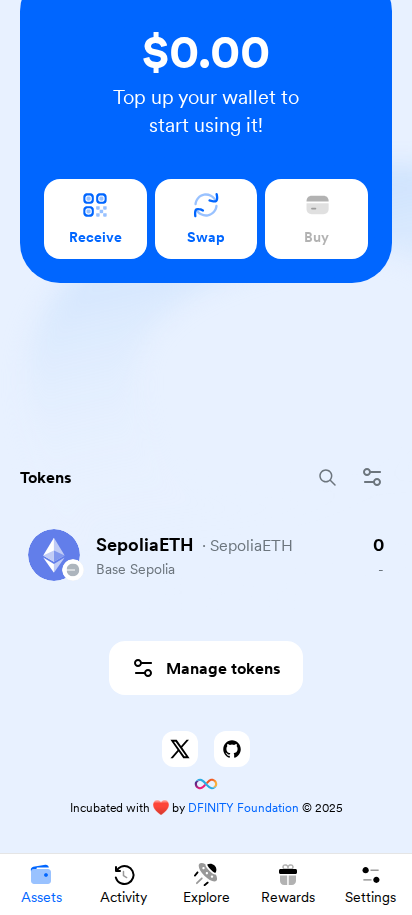 $0.00
Top up your wallet to
start using it!
Receive
Swap
Buy
Tokens
SepoliaETH · SepoliaETH
0
Base Sepolia
-
Manage tokens
Incubated with ❤️ by DFINITY Foundation © 2025
Assets
Activity
Explore
Rewards
Settings